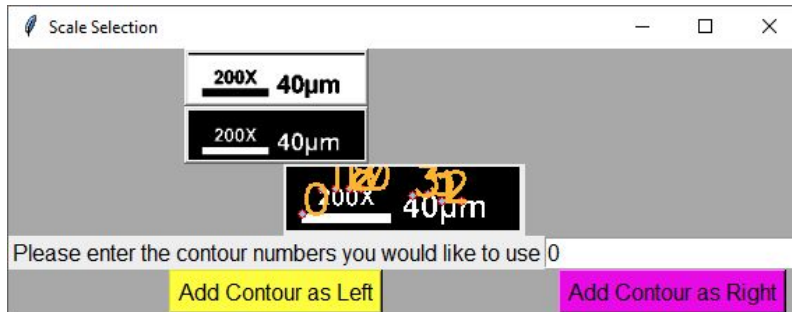 Scale Selection
200X 40µm
200X 40µm
0
200X 40µm
Please enter the contour numbers you would like to use 0
Add Contour as Left
Add Contour as Right